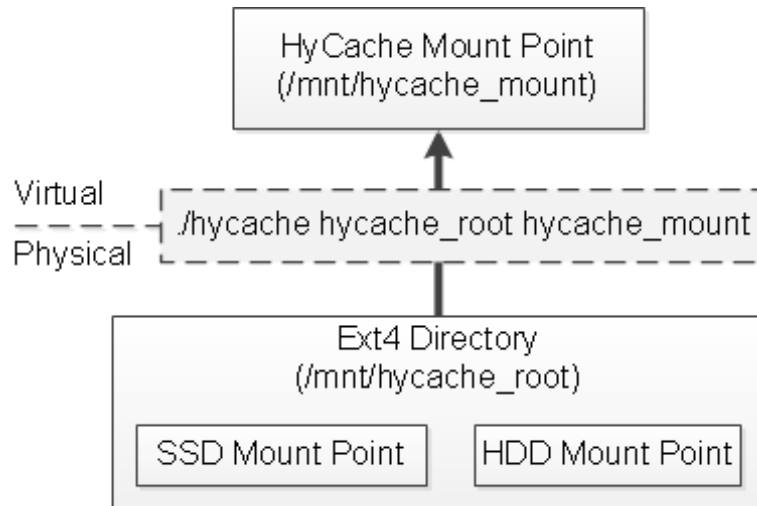 HyCache Mount Point
(/mnt/hycache_mount)
Virtual
./hycache hycache_root hycache_mount
Physical
Ext4 Directory
(/mnt/hycache_root)
SSD Mount Point
HDD Mount Point